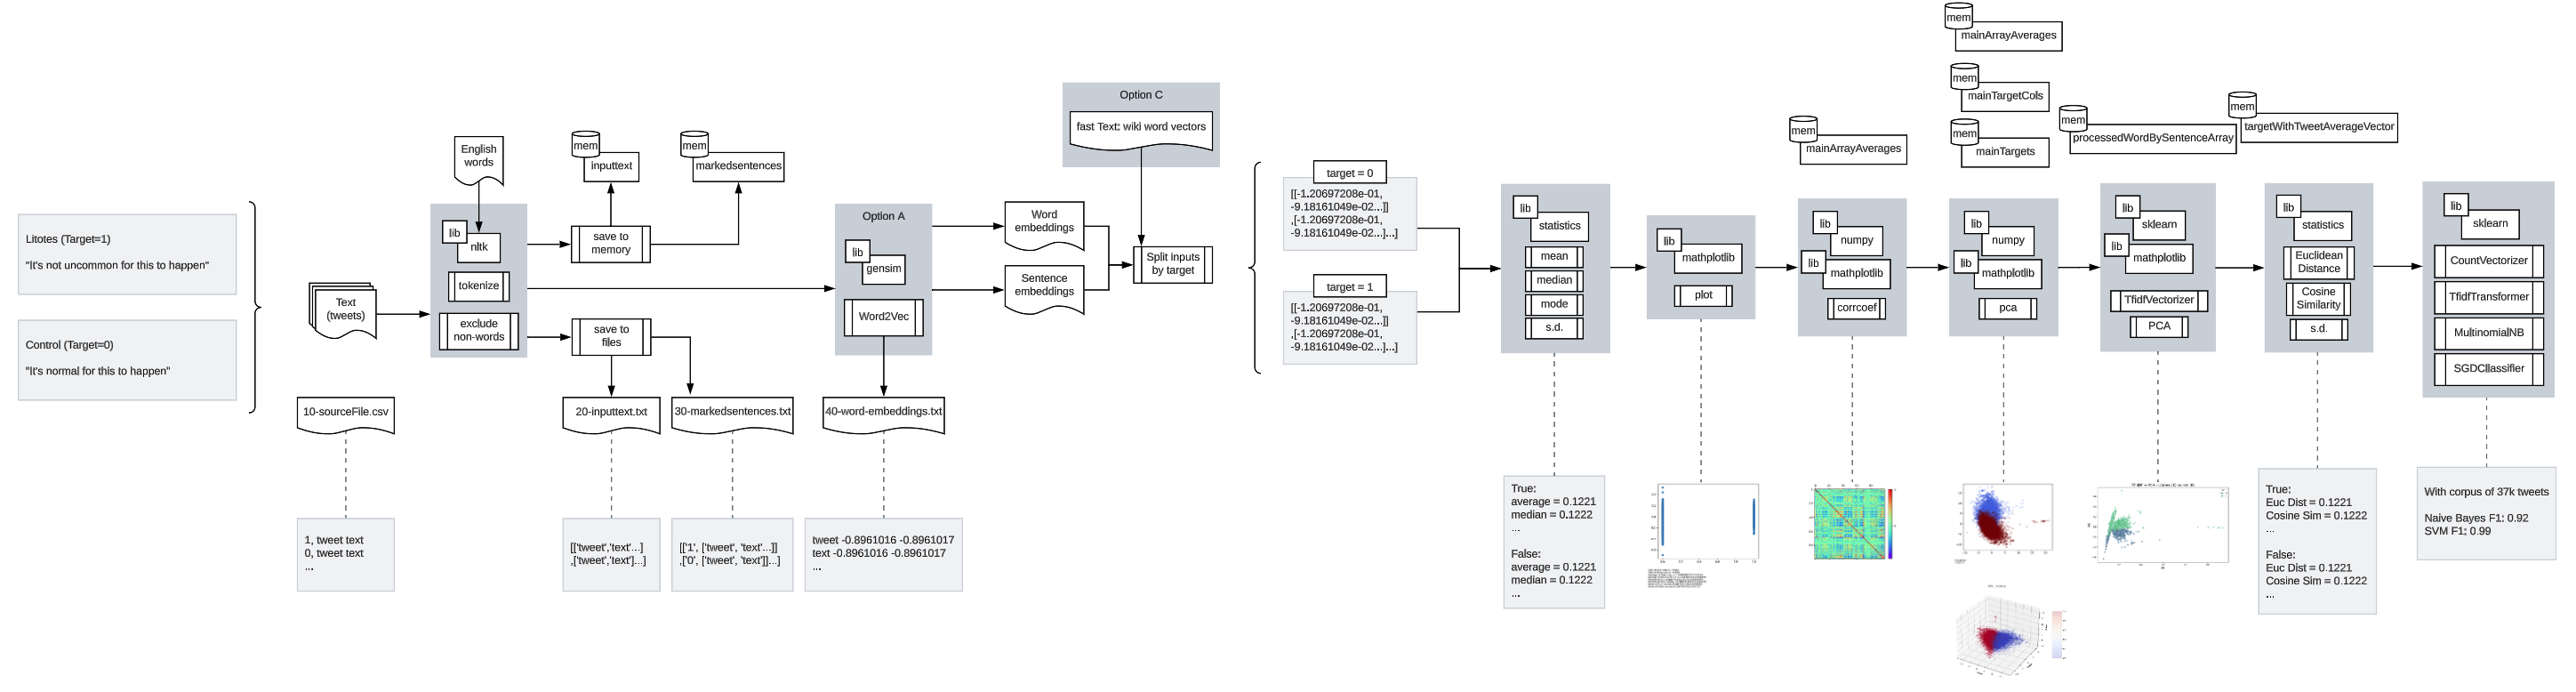 Litotes (Target=1)
"It's not uncommon for this to happen"
Control (Target=0)
"It's normal for this to happen"
Text
(tweets)
10-sourceFile.csv
1, tweet text
0, tweet text
...
English
words
lib
nltk
tokenize
exclude
non-words
mem
inputtext
mem
markedsentences
save to
memory
save to
files
20-inputtext.txt
30-markedsentences.txt
[['tweet','text'...]
,['tweet','text']...]
[['1', ['tweet', 'text'...]]
,['0', ['tweet', 'text']]...]
Option A
lib
gensim
Word2Vec
40-word-embeddings.txt
tweet -0.8961016 -0.8961017
text -0.8961016 -0.8961017
...
Word
embeddings
Sentence
embeddings
Option C
fast Text: wiki word vectors
Split inputs
by target
target = 0
[[-1.20697208e-01,
-9.18161049e-02...]]
,[-1.20697208e-01,
-9.18161049e-02...]...]
target = 1
[[-1.20697208e-01,
-9.18161049e-02...]]
,[-1.20697208e-01,
-9.18161049e-02...]...]
lib
statistics
mean
median
mode
s.d.
True:
average = 0.1221
median = 0.1222
...
False:
average = 0.1221
median = 0.1222
...
lib
mathplotlib
plot
mem
mainArrayAverages
lib
numpy
lib
mathplotlib
corrcoef
mem
mainArrayAverages
mem
mainTargetCols
mem
mainTargets
lib
numpy
lib
mathplotlib
pca
mem
processedWordBySentenceArray
lib
sklearn
lib
mathplotlib
TfidfVectorizer
PCA
mem
targetWithTweetAverageVector
lib
statistics
Euclidean
Distance
Cosine
Similarity
s.d.
True:
Euc Dist = 0.1221
Cosine Sim = 0.1222
...
False:
Euc Dist = 0.1221
Cosine Sim = 0.1222
...
lib
sklearn
CountVectorizer
TfidfTransformer
MultinomialNB
SGDCllassifier
With corpus of 37k tweets
Naive Bayes F1: 0.92
SVM F1; 0.99